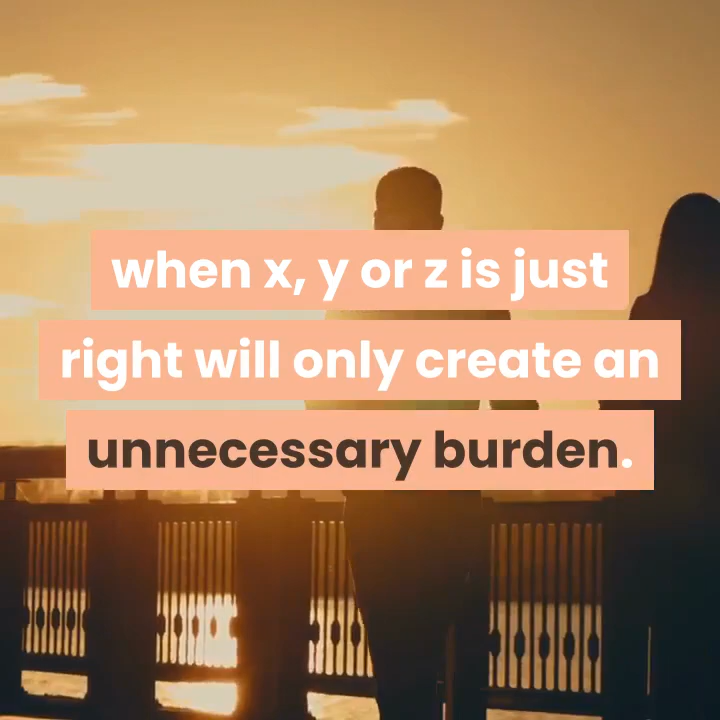 when x, y or z is just
right will only create an
unnecessary burden.